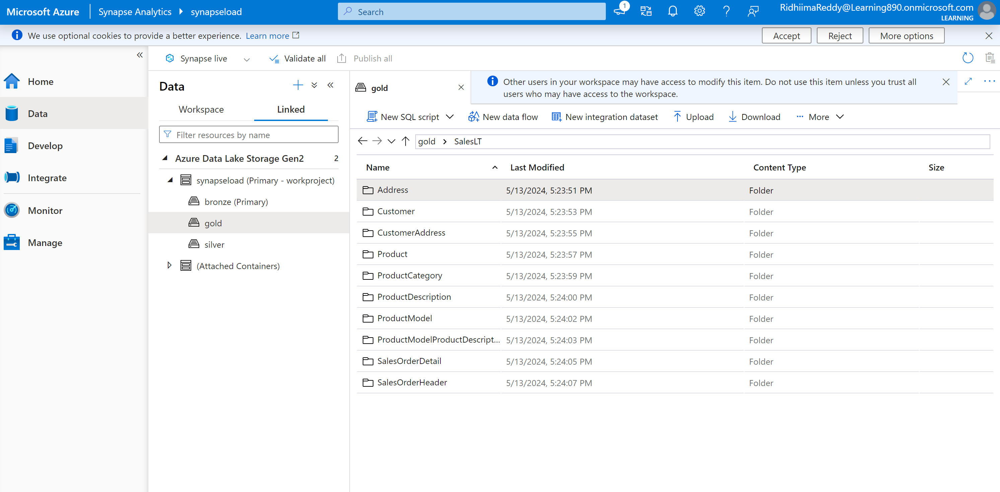 Microsoft Azure
Synapse Analytics
synapseload
Search
1
RidhiimaReddy@Learning890.onmicrosoft.com
LEARNING
We use optional cookies to provide a better experience. Learn more
Accept
Reject
More options
Synapse live
Validate all
Publish all
Home
Data
Develop
Integrate
Monitor
Manage
Data
Workspace
Linked
Filter resources by name
Azure Data Lake Storage Gen2 2
synapseload (Primary - workproject)
bronze (Primary)
gold
silver
(Attached Containers)
gold
Other users in your workspace may have access to modify this item. Do not use this item unless you trust all
users who may have access to the workspace.
New SQL script
New data flow
New integration dataset
Upload
Download
More
gold > SalesLT
Name Last Modified Content Type Size
Address 5/13/2024, 5:23:51 PM Folder
Customer 5/13/2024, 5:23:53 PM Folder
CustomerAddress 5/13/2024, 5:23:55 PM Folder
Product 5/13/2024, 5:23:57 PM Folder
ProductCategory 5/13/2024, 5:23:59 PM Folder
ProductDescription 5/13/2024, 5:24:00 PM Folder
ProductModel 5/13/2024, 5:24:02 PM Folder
ProductModelProductDescript... 5/13/2024, 5:24:03 PM Folder
SalesOrderDetail 5/13/2024, 5:24:05 PM Folder
SalesOrderHeader 5/13/2024, 5:24:07 PM Folder